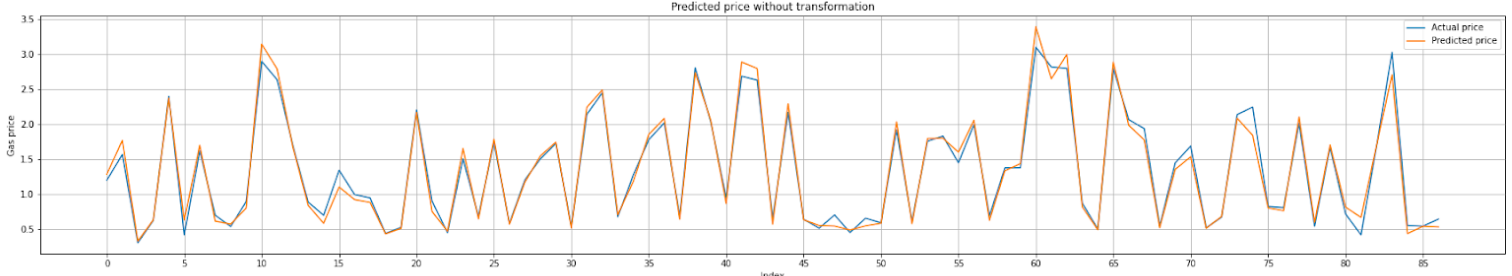 Predicted price without transformation
Actual price
Predicted price
Gas price
3.5
3.0
2.5
2.0
1.5
1.0
0.5
0 5 10 15 20 25 30 35 40 45 50 55 60 65 70 75 80 85
Index